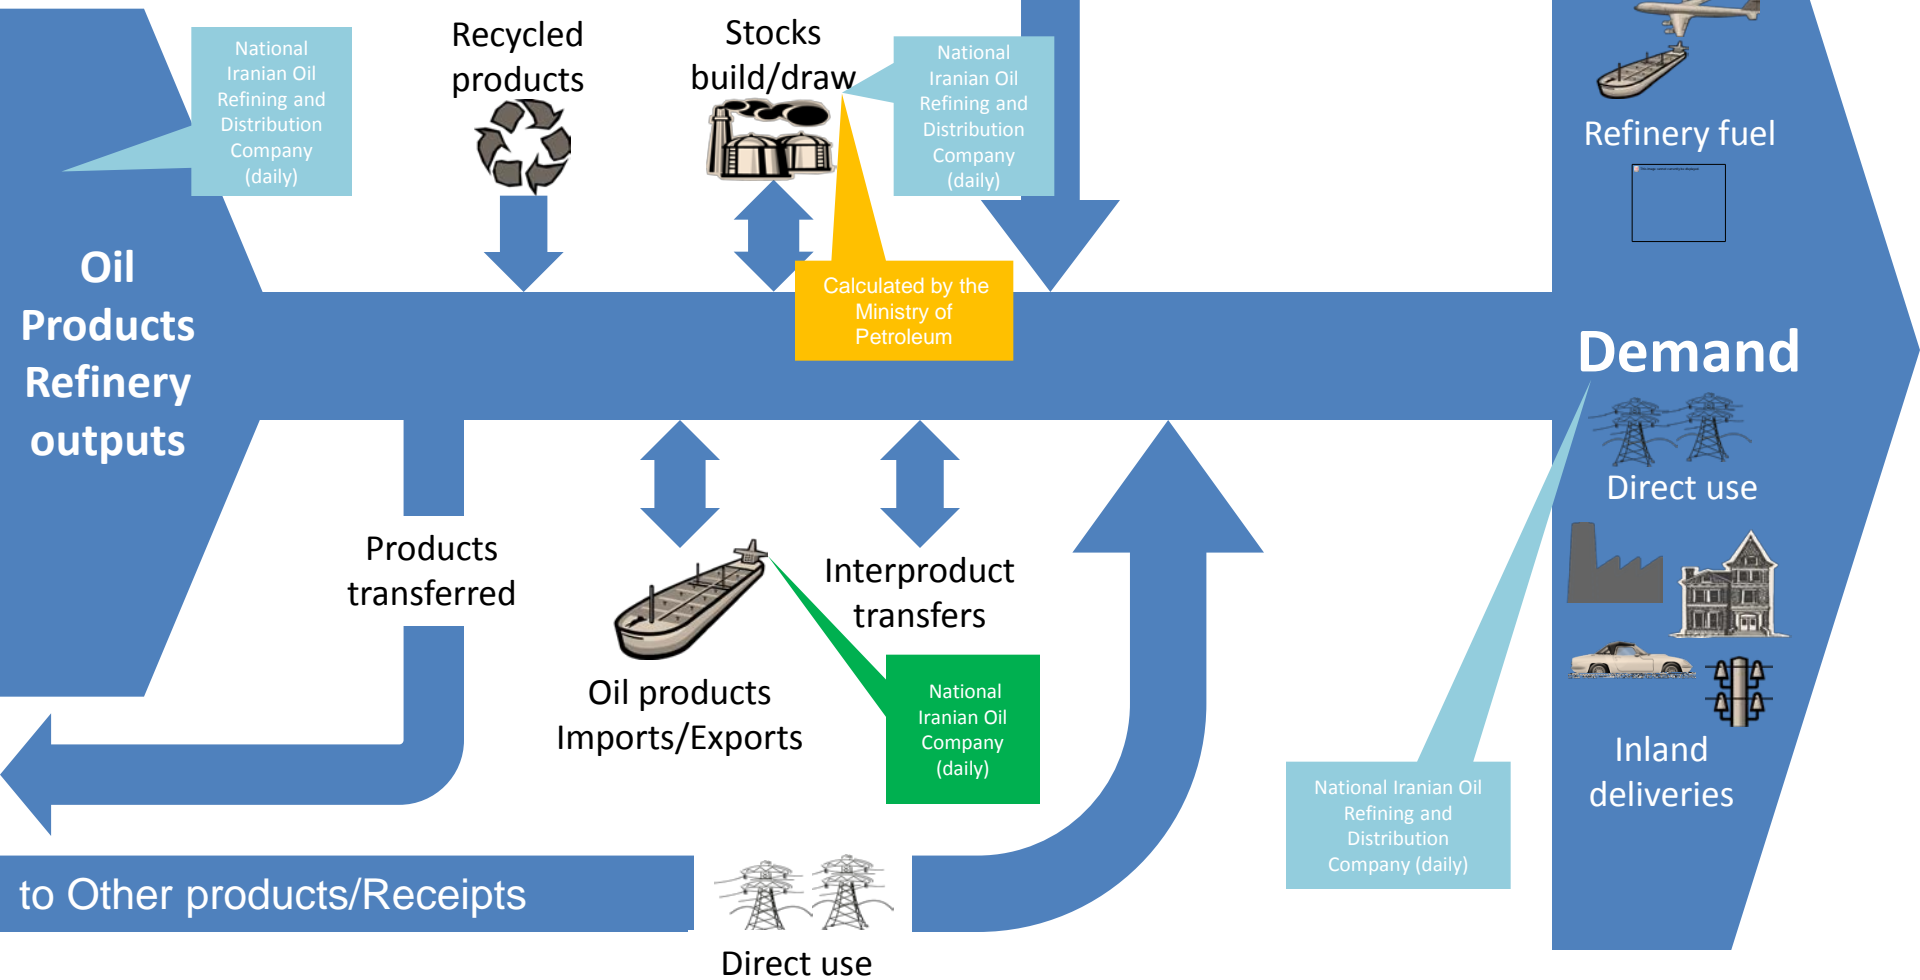 National
Iranian Oil
Refining and
Distribution
Company
(daily)
Recycled
products
Stocks
build/draw
National
Iranian Oil
Refining and
Distribution
Company
(daily)
Refinery fuel
Oil
Products
Refinery
outputs
Calculated by the
Ministry of
Petroleum
Demand
Direct use
Products
transferred
Interproduct
transfers
Oil products
Imports/Exports
National
Iranian Oil
Company
(daily)
Inland
deliveries
National Iranian Oil
Refining and
Distribution
Company (daily)
to Other products/Receipts
Direct use